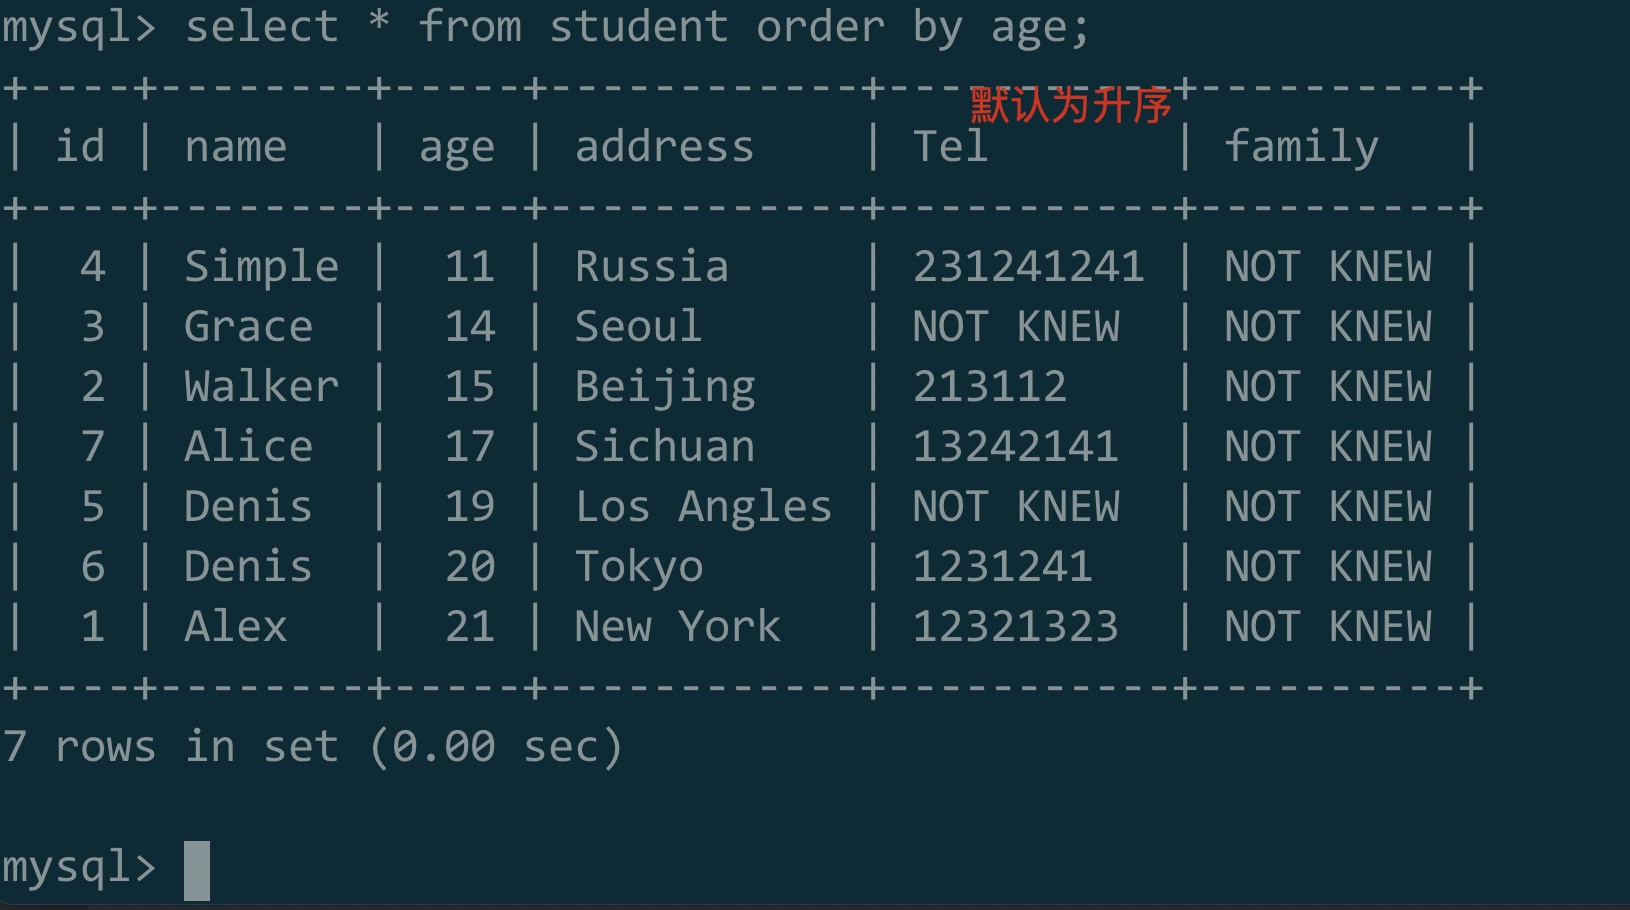 mysql> select * from student order by age;
+----+--------+-----+------------+-----------+----------+
默认为升序
| id | name   | age | address    | Tel       | family   |
+----+--------+-----+------------+-----------+----------+
|  4 | Simple |  11 | Russia     | 231241241 | NOT KNEW |
|  3 | Grace  |  14 | Seoul      | NOT KNEW  | NOT KNEW |
|  2 | Walker |  15 | Beijing    | 213112    | NOT KNEW |
|  7 | Alice  |  17 | Sichuan    | 13242141  | NOT KNEW |
|  5 | Denis  |  19 | Los Angles | NOT KNEW  | NOT KNEW |
|  6 | Denis  |  20 | Tokyo      | 1231241   | NOT KNEW |
|  1 | Alex   |  21 | New York   | 12321323  | NOT KNEW |
+----+--------+-----+------------+-----------+----------+
7 rows in set (0.00 sec)
mysql>